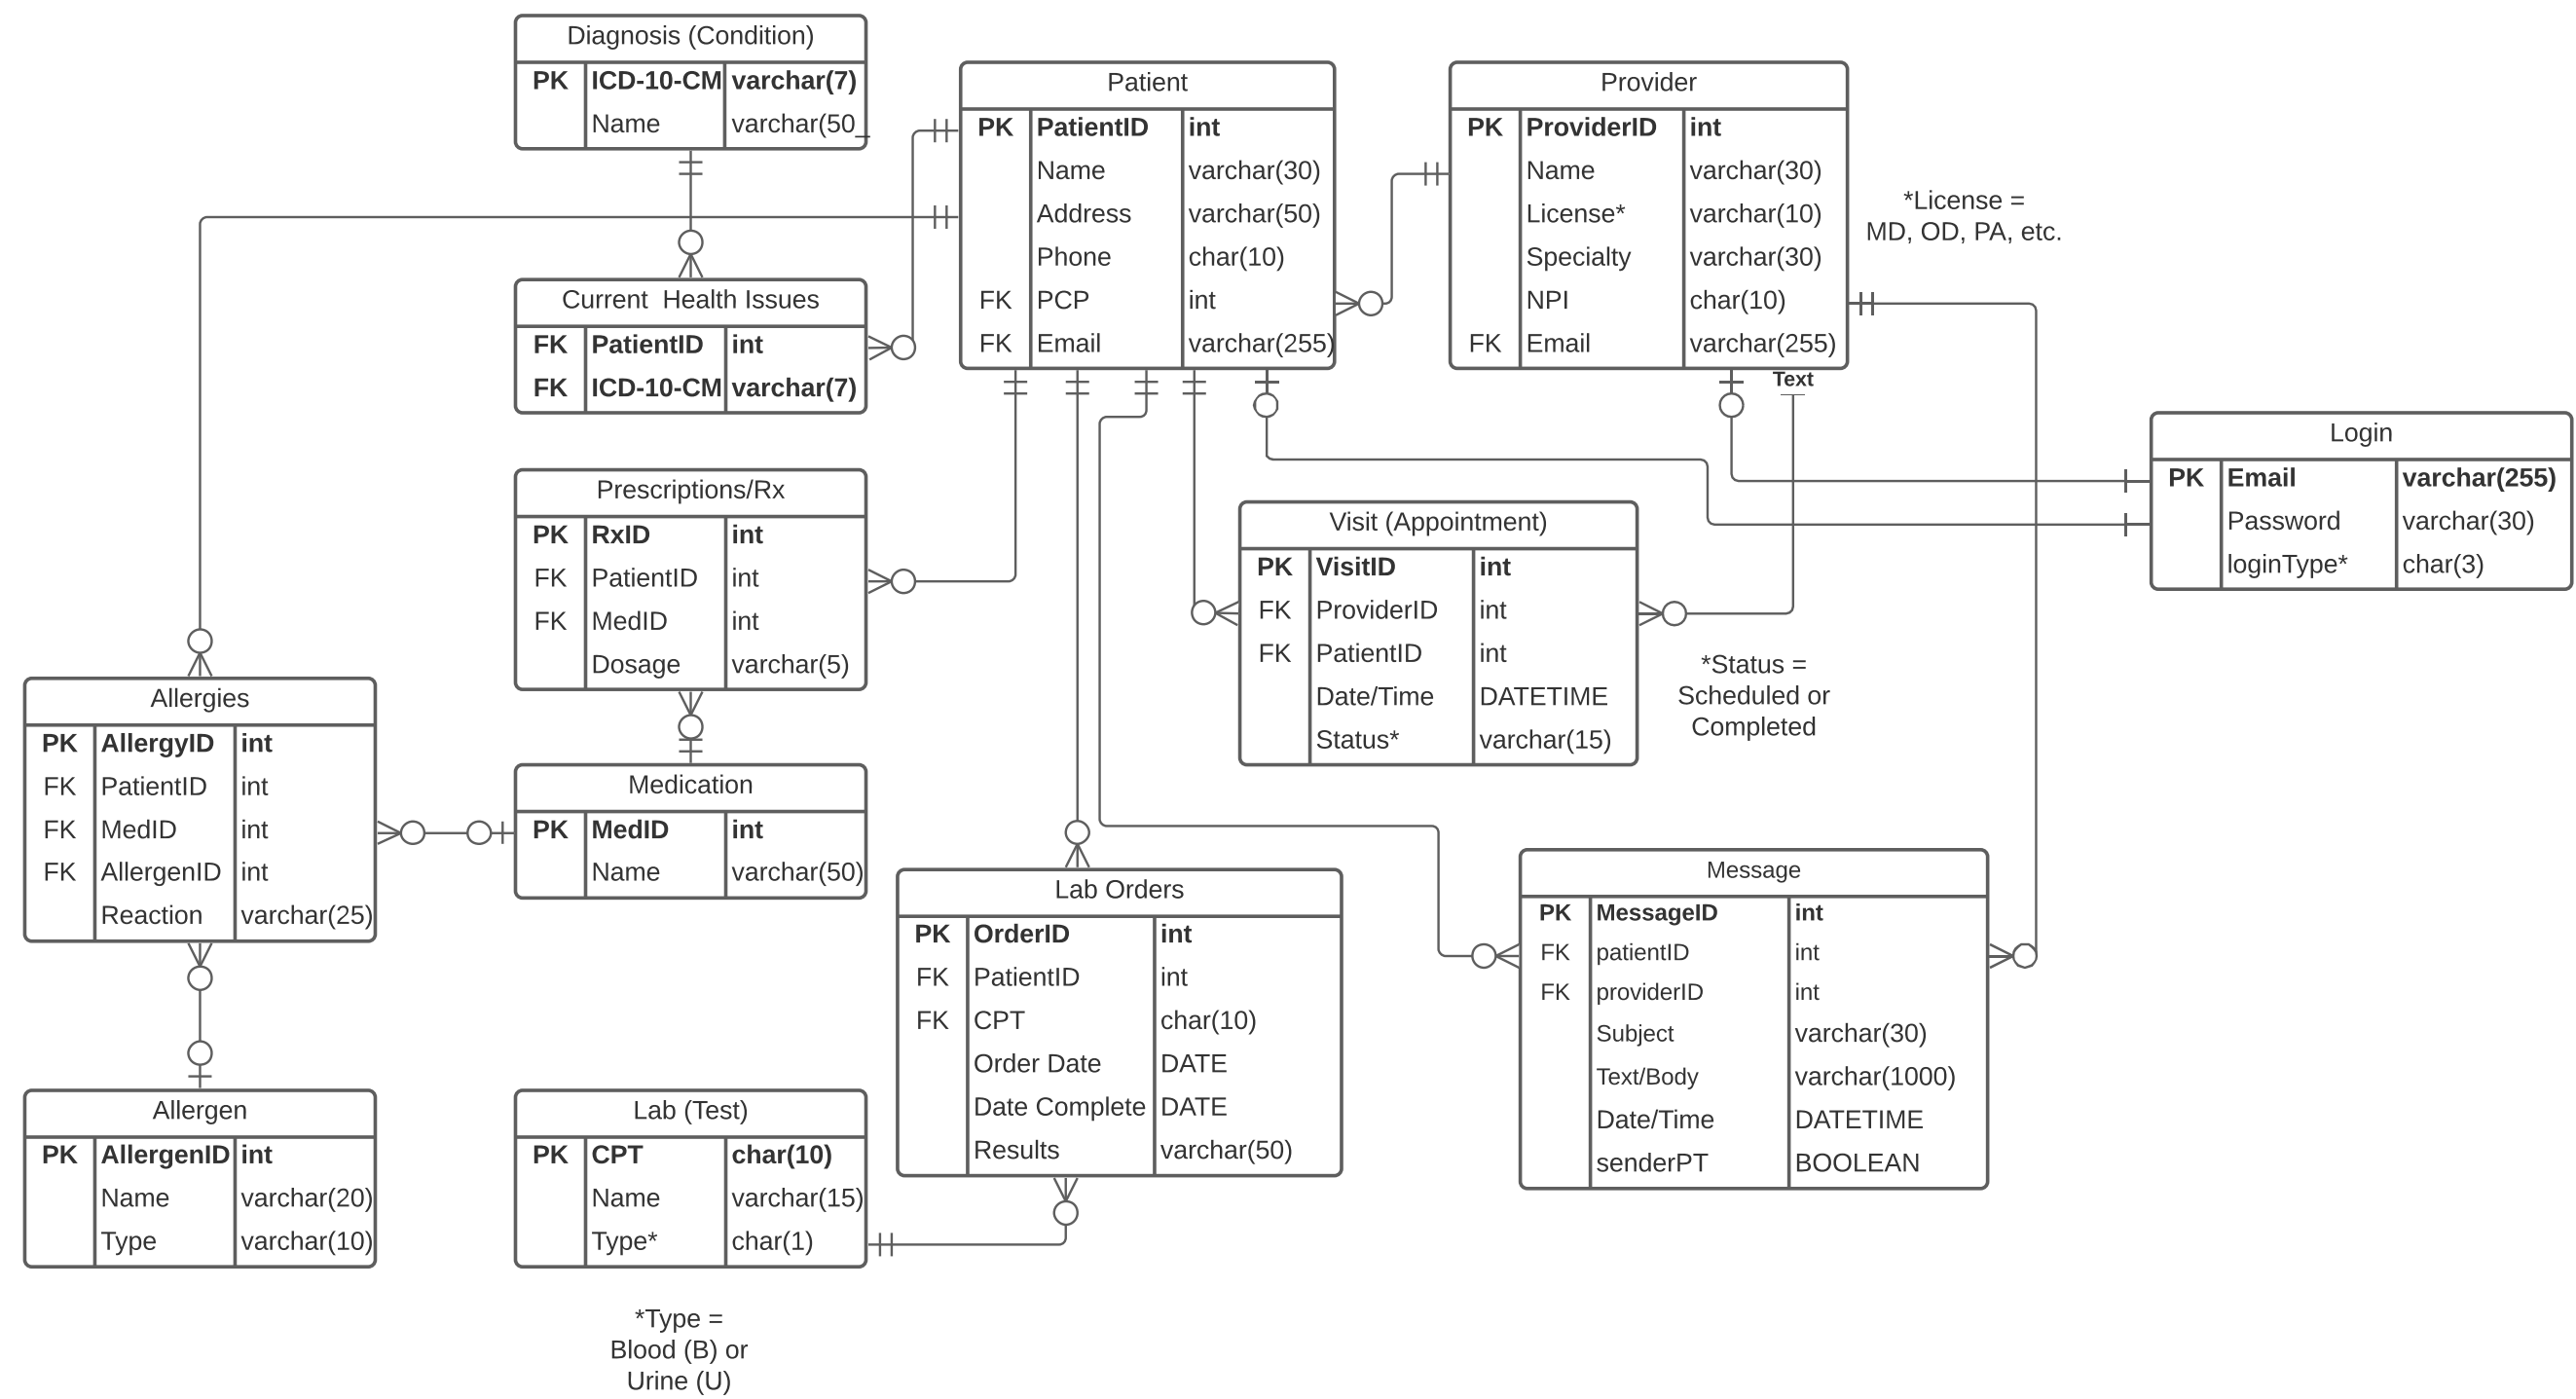 Diagnosis (Condition)
PK ICD-10-CM varchar(7)
Name varchar(50_
Current  Health Issues
FK PatientID int
FK ICD-10-CM varchar(7)
Prescriptions/Rx
PK RxID int
FK PatientID int
FK MedID int
Dosage varchar(5)
Medication
PK MedID int
Name varchar(50)
Allergies
PK AllergyID int
FK PatientID int
FK MedID int
FK AllergenID int
Reaction varchar(25)
Allergen
PK AllergenID int
Name varchar(20)
Type varchar(10)
Lab (Test)
PK CPT char(10)
Name varchar(15)
Type* char(1)
*Type =
Blood (B) or
Urine (U)
Patient
PK PatientID int
Name varchar(30)
Address varchar(50)
Phone char(10)
FK PCP int
FK Email varchar(255)
Provider
PK ProviderID int
Name varchar(30)
License* varchar(10)
Specialty varchar(30)
NPI char(10)
FK Email varchar(255)
Text
*License =
MD, OD, PA, etc.
Login
PK Email varchar(255)
Password varchar(30)
loginType* char(3)
Visit (Appointment)
PK VisitID int
FK ProviderID int
FK PatientID int
Date/Time DATETIME
Status* varchar(15)
*Status =
Scheduled or
Completed
Lab Orders
PK OrderID int
FK PatientID int
FK CPT char(10)
Order Date DATE
Date Complete DATE
Results varchar(50)
Message
PK MessageID int
FK patientID int
FK providerID int
Subject varchar(30)
Text/Body varchar(1000)
Date/Time DATETIME
senderPT BOOLEAN